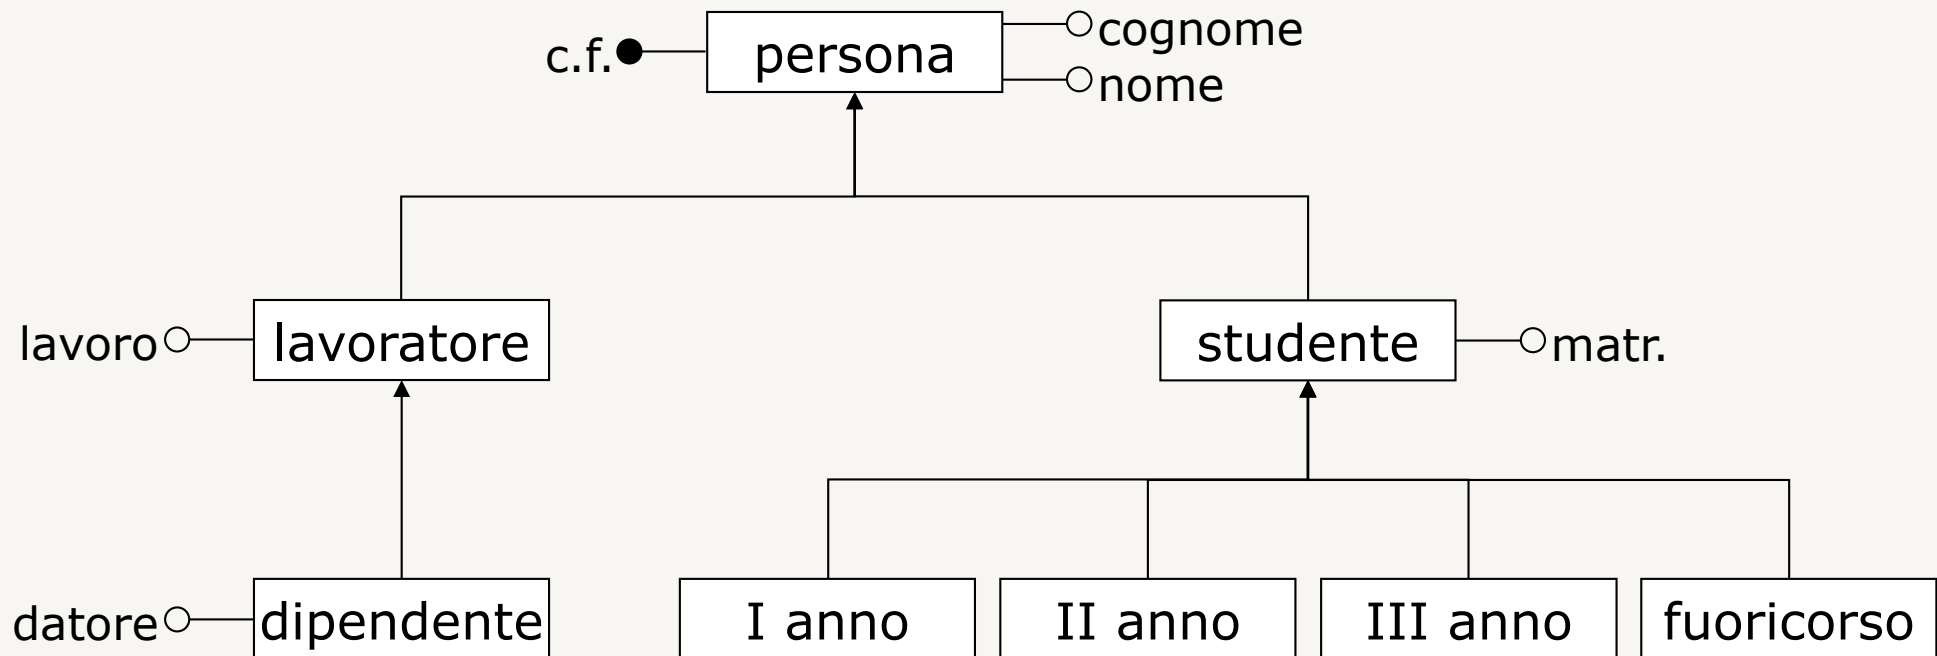 cognome
c.f.
persona
nome
lavoro
lavoratore
studente
matr.
datore
dipendente
I anno
II anno
III anno
fuoricorso